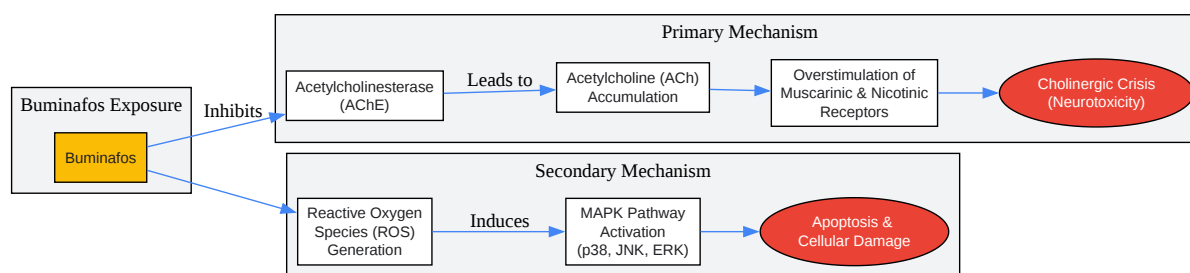 Primary Mechanism
Acetylcholinesterase
(AChE)
Leads to
Acetylcholine (ACh)
Accumulation
Overstimulation of
Muscarinic & Nicotinic
Receptors
Cholinergic Crisis
(Neurotoxicity)
Buminafos Exposure
Buminafos
Inhibits
Secondary Mechanism
Reactive Oxygen
Species (ROS)
Generation
Induces
MAPK Pathway
Activation
(p38, JNK, ERK)
Apoptosis &
Cellular Damage